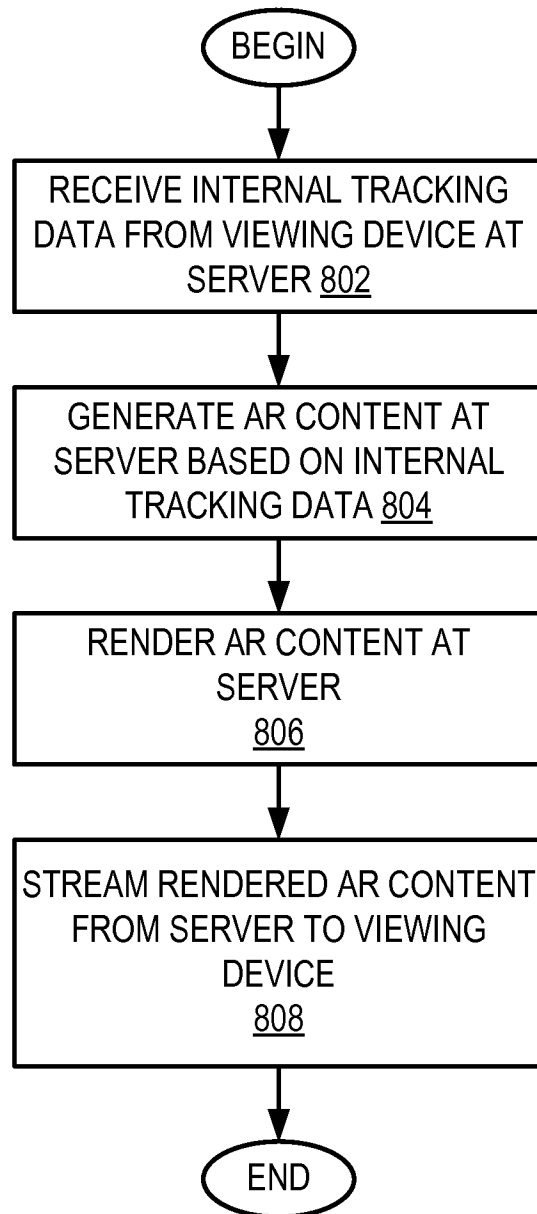 BEGIN
RECEIVE INTERNAL TRACKING
DATA FROM VIEWING DEVICE AT
SERVER 802
GENERATE AR CONTENT AT
SERVER BASED ON INTERNAL
TRACKING DATA 804
RENDER AR CONTENT AT
SERVER
806
STREAM RENDERED AR CONTENT
FROM SERVER TO VIEWING
DEVICE
808
END